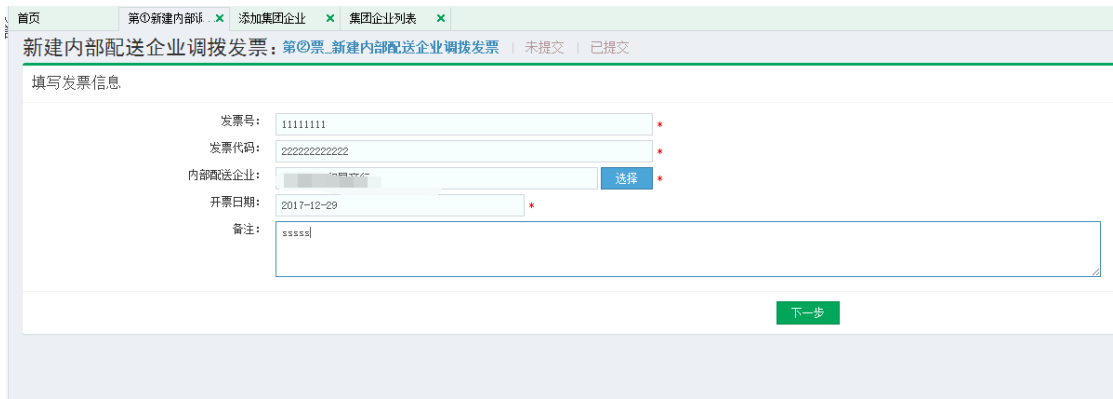 首页 第①新建内部调... × 添加集团企业 × 集团企业列表 ×
新建内部配送企业调拨发票: 第②票_新建内部配送企业调拨发票 | 未提交 | 已提交
填写发票信息
发票号: 11111111 *
发票代码: 222222222222 *
内部配送企业: 选择 *
开票日期: 2017-12-29 *
备注: sssss
下一步